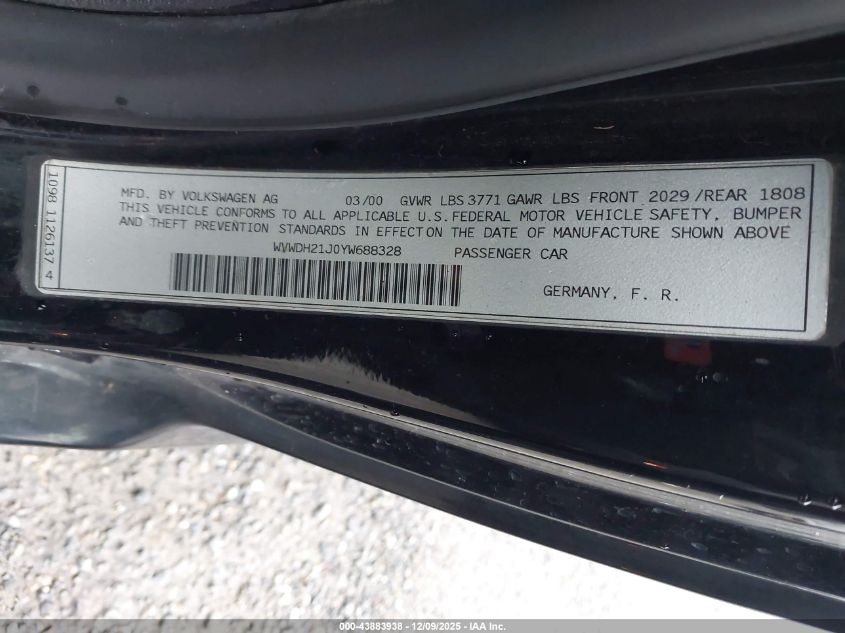 MFD. BY VOLKSWAGEN AG 03/00 GVWR LBS 3771 GAWR LBS FRONT 2029/REAR 1808
THIS VEHICLE CONFORMS TO ALL APPLICABLE U.S. FEDERAL MOTOR VEHICLE SAFETY, BUMPER
AND THEFT PREVENTION STANDARDS IN EFFECT ON THE DATE OF MANUFACTURE SHOWN ABOVE
WVWDH21J0YW688328 PASSENGER CAR
GERMANY, F. R.
1098 1126137 4
000-43883938 - 12/09/2025 - IAA Inc.